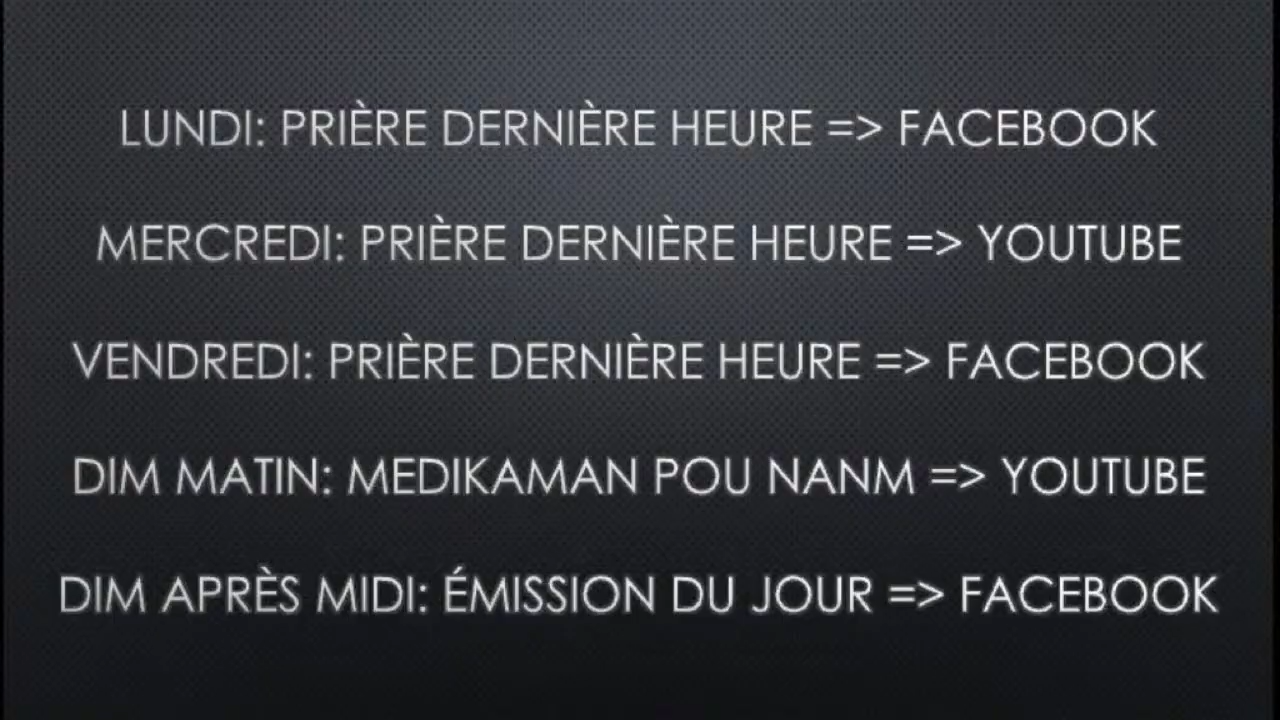 LUNDI: PRIÈRE DERNIÈRE HEURE => FACEBOOK
MERCREDI: PRIÈRE DERNIÈRE HEURE => YOUTUBE
VENDREDI: PRIÈRE DERNIÈRE HEURE => FACEBOOK
DIM MATIN: MEDIKAMAN POU NANM => YOUTUBE
DIM APRÈS MIDI: ÉMISSION DU JOUR => FACEBOOK